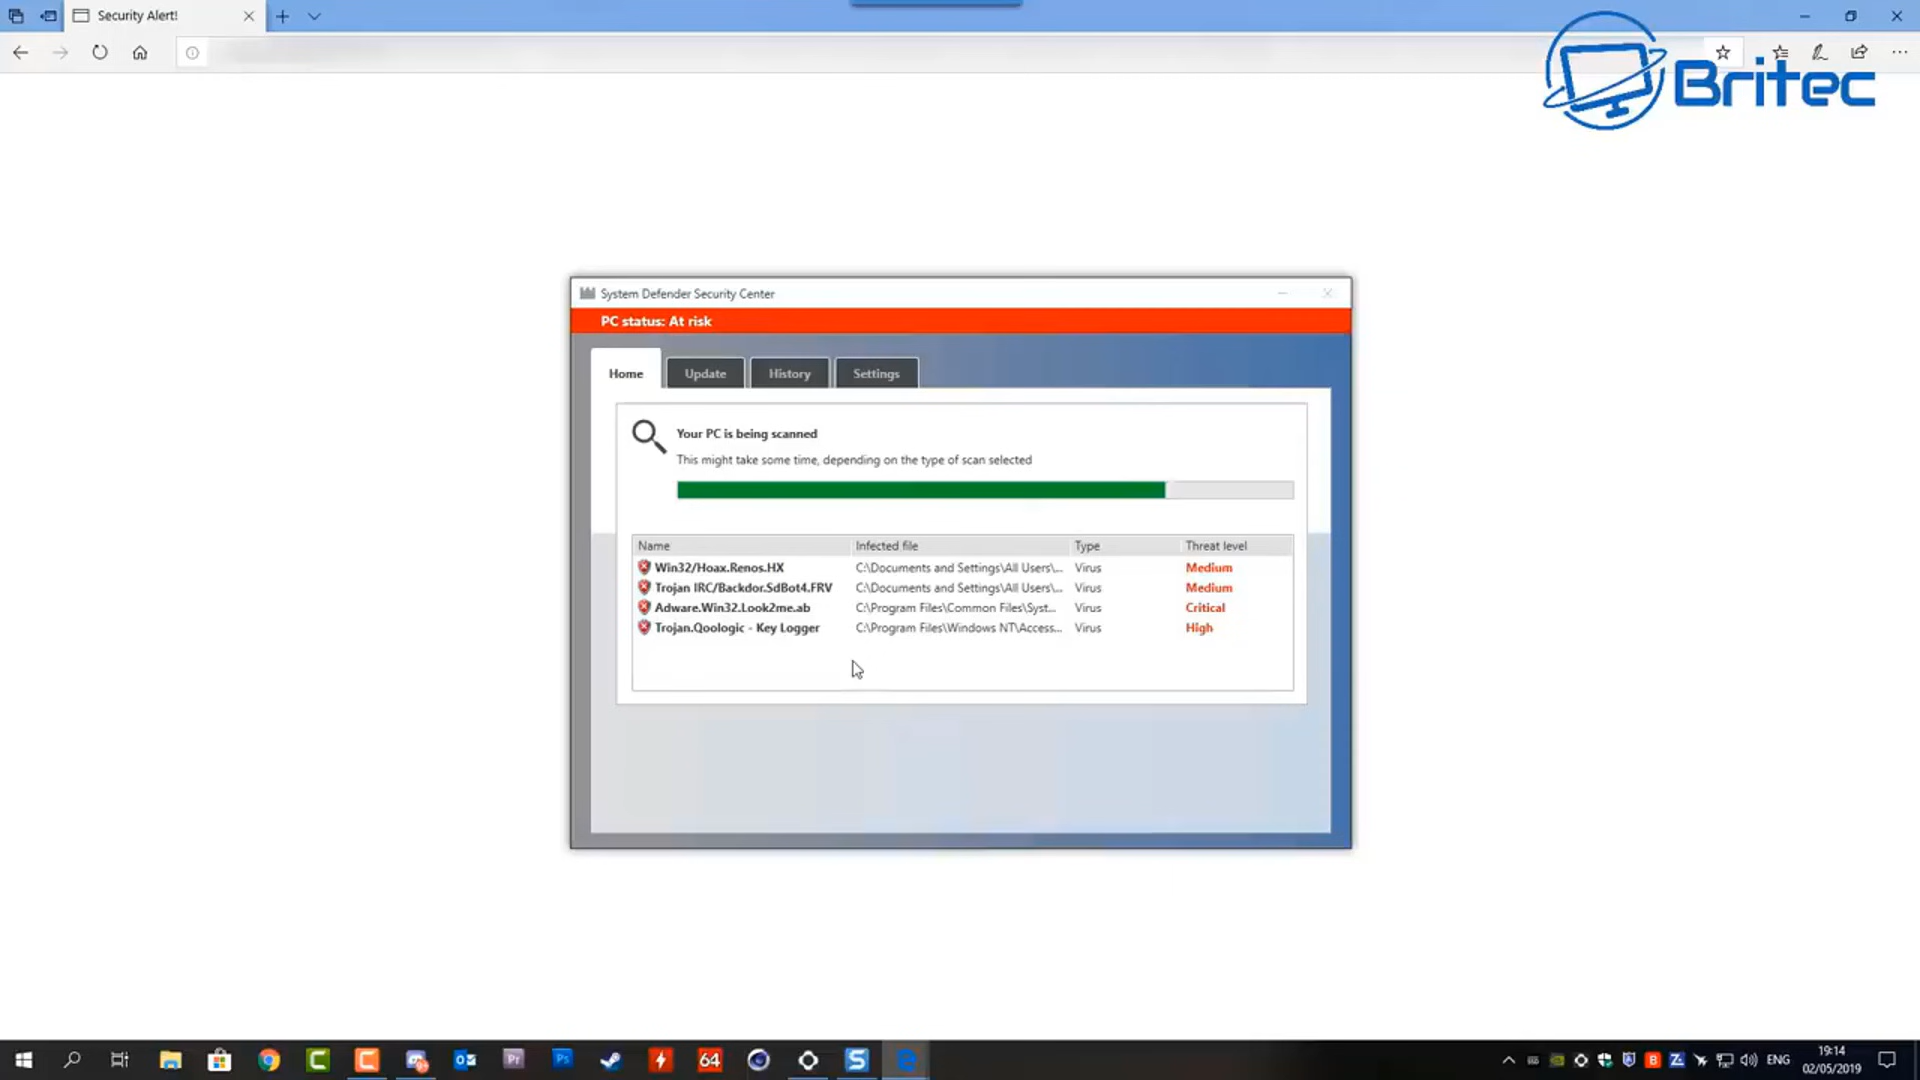 Security Alert!
Britec
System Defender Security Center
PC status: At risk
Home Update History Settings
Your PC is being scanned
This might take some time, depending on the type of scan selected
Name Infected file Type Threat level
Win32/Hoax.Renos.HX C:\Documents and Settings\All Users\... Virus Medium
Trojan IRC/Backdor.SdBot4.FRV C:\Documents and Settings\All Users\... Virus Medium
Adware.Win32.Look2me.ab C:\Program Files\Common Files\Syst... Virus Critical
Trojan.Qoologic - Key Logger C:\Program Files\Windows NT\Access... Virus High
Pr Ps 64 S ENG
19:14
02/05/2019